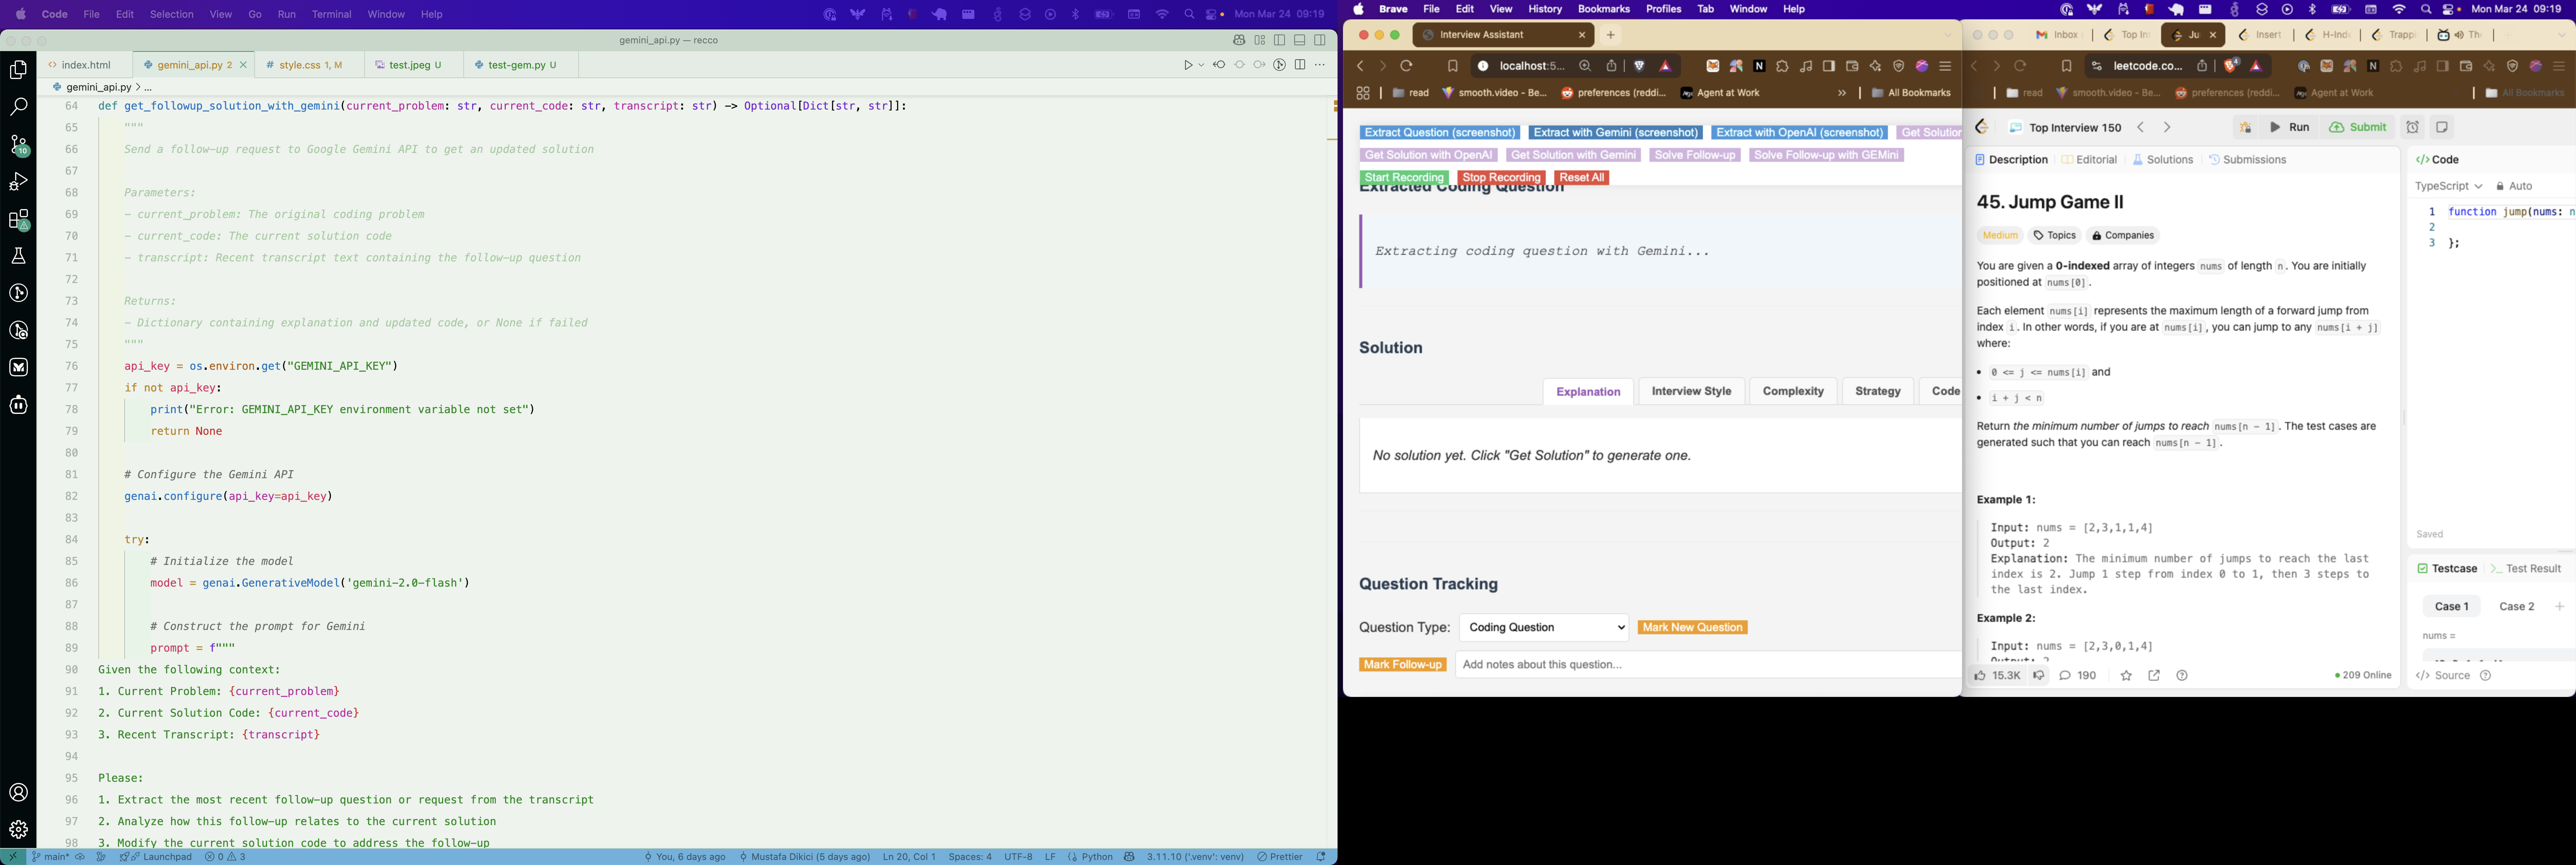 Code File Edit Selection View Go Run Terminal Window Help
Mon Mar 24 09:19
gemini_api.py — recco
index.html
gemini_api.py 2
style.css 1, M
test.jpeg U
test-gem.py U
gemini_api.py > ...
64 def get_followup_solution_with_gemini(current_problem: str, current_code: str, transcript: str) -> Optional[Dict[str, str]]:
65 """
66 Send a follow-up request to Google Gemini API to get an updated solution
67
68 Parameters:
69 - current_problem: The original coding problem
70 - current_code: The current solution code
71 - transcript: Recent transcript text containing the follow-up question
72
73 Returns:
74 - Dictionary containing explanation and updated code, or None if failed
75 """
76 api_key = os.environ.get("GEMINI_API_KEY")
77 if not api_key:
78 print("Error: GEMINI_API_KEY environment variable not set")
79 return None
80
81 # Configure the Gemini API
82 genai.configure(api_key=api_key)
83
84 try:
85 # Initialize the model
86 model = genai.GenerativeModel('gemini-2.0-flash')
87
88 # Construct the prompt for Gemini
89 prompt = f"""
90 Given the following context:
91 1. Current Problem: {current_problem}
92 2. Current Solution Code: {current_code}
93 3. Recent Transcript: {transcript}
94
95 Please:
96 1. Extract the most recent follow-up question or request from the transcript
97 2. Analyze how this follow-up relates to the current solution
98 3. Modify the current solution code to address the follow-up
10
main* Launchpad 0 3
You, 6 days ago Mustafa Dikici (5 days ago) Ln 20, Col 1 Spaces: 4 UTF-8 LF Python 3.11.10 ('.venv': venv) Prettier
Brave File Edit View History Bookmarks Profiles Tab Window Help
Mon Mar 24 09:19
Interview Assistant
localhost:5...
read
smooth.video - Be...
preferences (reddi...
Agent at Work
All Bookmarks
Extract Question (screenshot) Extract with Gemini (screenshot) Extract with OpenAI (screenshot) Get Solution
Get Solution with OpenAI Get Solution with Gemini Solve Follow-up Solve Follow-up with GEMini
Start Recording Stop Recording Reset All
Extracted Coding Question
Extracting coding question with Gemini...
Solution
Explanation Interview Style Complexity Strategy Code
No solution yet. Click "Get Solution" to generate one.
Question Tracking
Question Type: Coding Question Mark New Question
Mark Follow-up Add notes about this question...
Inbox
Top In
Ju
Insert
H-Ind
Trapp
Th
leetcode.co...
read
smooth.video - Be...
preferences (reddi...
Agent at Work
All Bookmarks
Top Interview 150
Run
Submit
Description Editorial Solutions Submissions
45. Jump Game II
Medium Topics Companies
You are given a 0-indexed array of integers nums of length n. You are initially
positioned at nums[0].
Each element nums[i] represents the maximum length of a forward jump from
index i. In other words, if you are at nums[i], you can jump to any nums[i + j]
where:
• 0 <= j <= nums[i] and
• i + j < n
Return the minimum number of jumps to reach nums[n - 1]. The test cases are
generated such that you can reach nums[n - 1].
Example 1:
Input: nums = [2,3,1,1,4]
Output: 2
Explanation: The minimum number of jumps to reach the last
index is 2. Jump 1 step from index 0 to 1, then 3 steps to
the last index.
Example 2:
Input: nums = [2,3,0,1,4]
Output: 2
15.3K 190
209 Online
Code
TypeScript Auto
1 function jump(nums: n
2
3 };
Saved
Testcase Test Result
Case 1 Case 2 +
nums =
Source